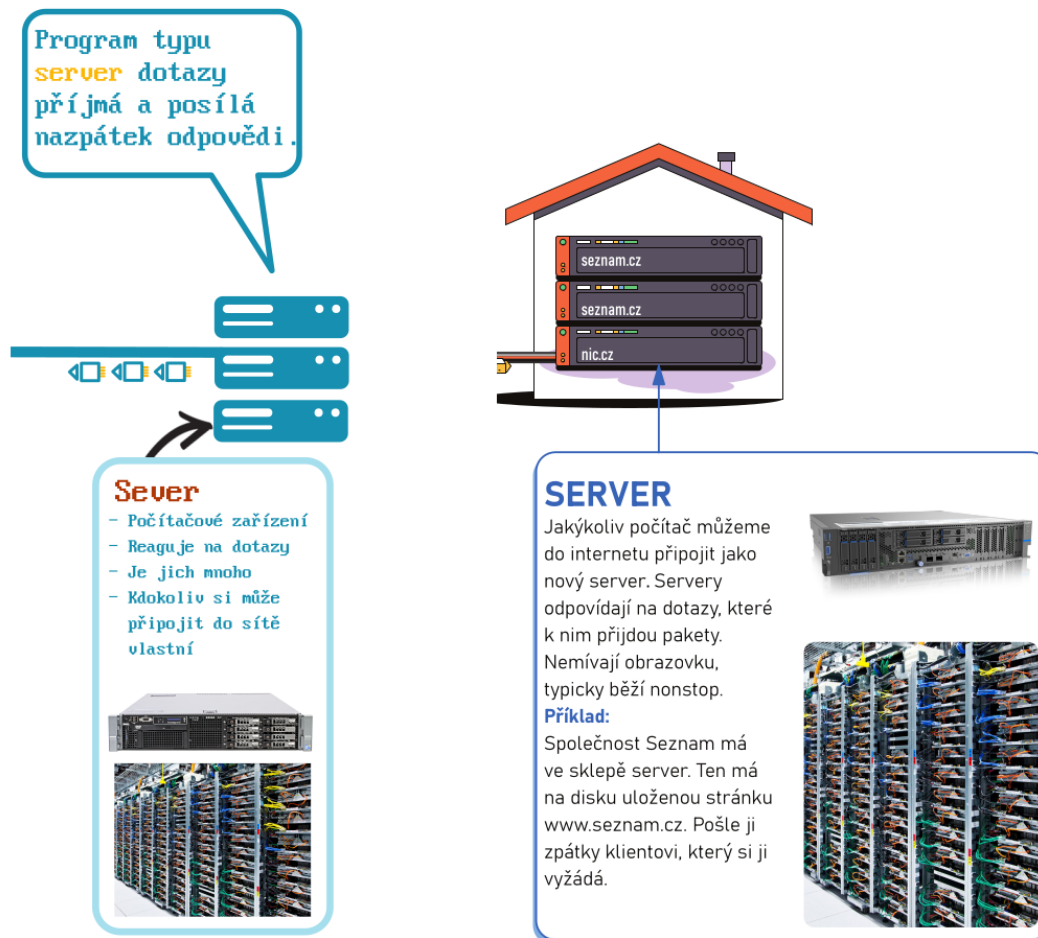 Program typu
server dotazy
příjmá a posílá
nazpátek odpovědi.
Sever
- Počítačové zařízení
- Reaguje na dotazy
- Je jich mnoho
- Kdokoliv si může
připojit do sítě
vlastní
seznam.cz
seznam.cz
nic.cz
SERVER
Jakýkoliv počítač můžeme
do internetu připojit jako
nový server. Servery
odpovídají na dotazy, které
k nim přijdou pakety.
Nemívají obrazovku,
typicky běží nonstop.
Příklad:
Společnost Seznam má
ve sklepě server. Ten má
na disku uloženou stránku
www.seznam.cz. Pošle ji
zpátky klientovi, který si ji
vyžádá.